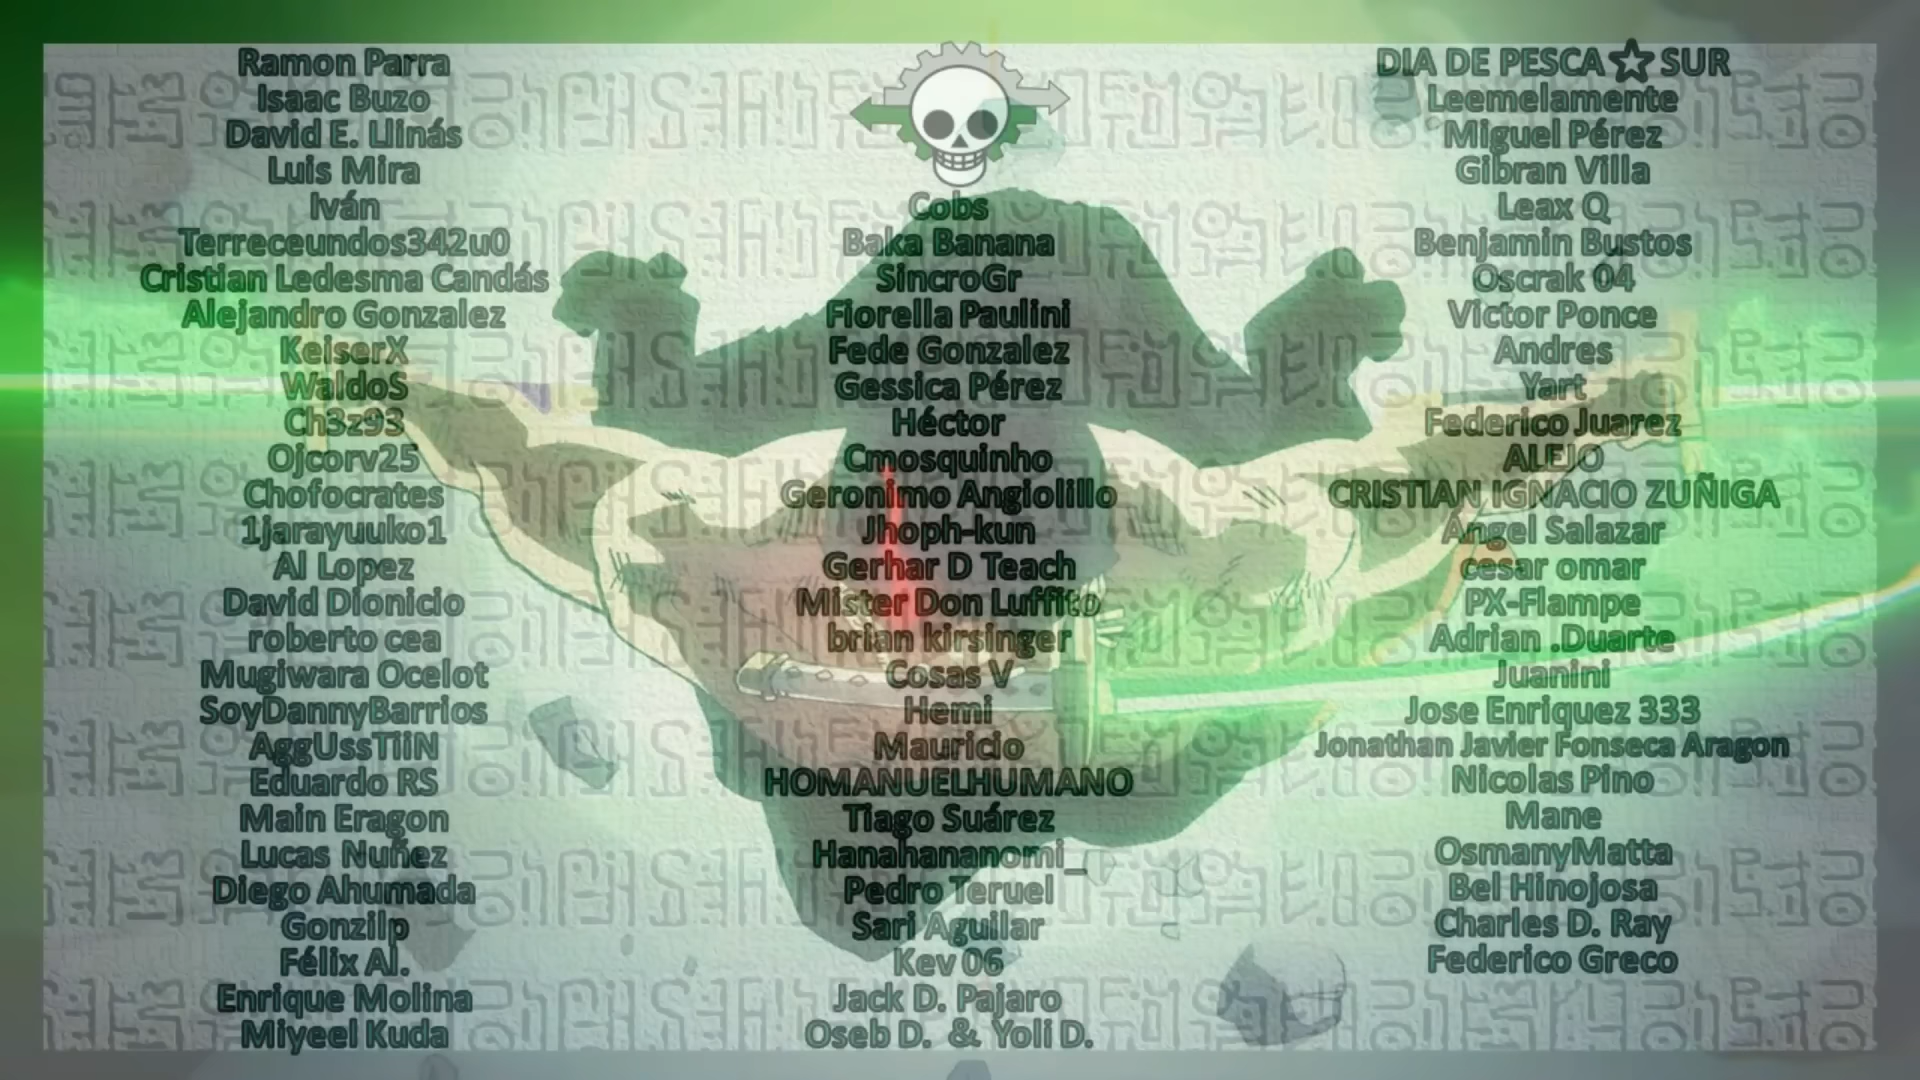 Ramon Parra
Isaac Buzo
David E. Llinás
Luis Mira
Iván
Terreceundos342u0
Cristian Ledesma Candás
Alejandro Gonzalez
KeiserX
WaldoS
Ch3z93
Ojcorv25
Chofocrates
1jarayuuko1
Al Lopez
David Dionicio
roberto cea
Mugiwara Ocelot
SoyDannyBarrios
AggUssTiiN
Eduardo RS
Main Eragon
Lucas Nuñez
Diego Ahumada
Gonzilp
Félix Al.
Enrique Molina
Miyeel Kuda
Cobs
Baka Banana
SincroGr
Fiorella Paulini
Fede Gonzalez
Gessica Pérez
Héctor
Cmosquinho
Geronimo Angiolillo
Jhoph-kun
Gerhar D Teach
Mister Don Luffito
brian kirsinger
Cosas V
Hemi
Mauricio
HOMANUELHUMANO
Tiago Suárez
Hanahananomi_
Pedro Teruel
Sari Aguilar
Kev 06
Jack D. Pajaro
Oseb D. & Yoli D.
DIA DE PESCA☆SUR
Leemelamente
Miguel Pérez
Gibran Villa
Leax Q
Benjamin Bustos
Oscrak 04
Victor Ponce
Andres
Yart
Federico Juarez
ALEJO
CRISTIAN IGNACIO ZUÑIGA
Angel Salazar
cesar omar
PX-Flampe
Adrian .Duarte
Juanini
Jose Enriquez 333
Jonathan Javier Fonseca Aragon
Nicolas Pino
Mane
OsmanyMatta
Bel Hinojosa
Charles D. Ray
Federico Greco